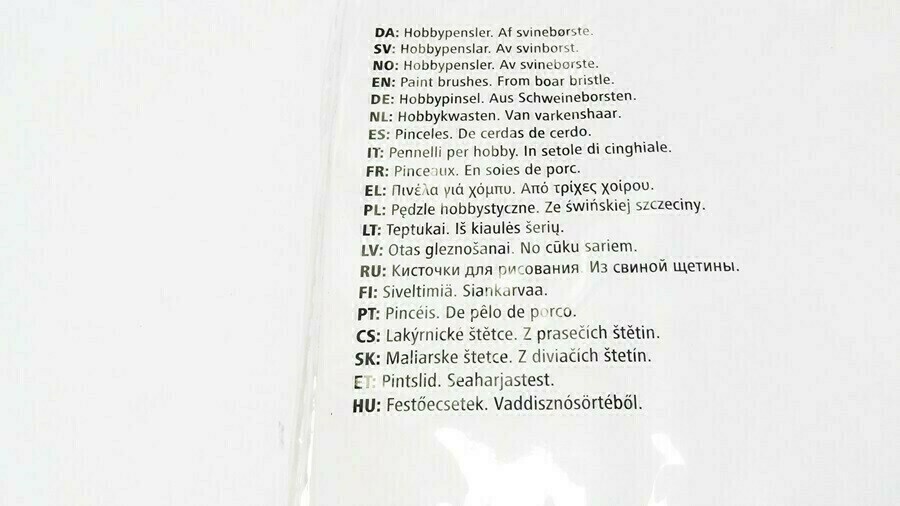 DA: Hobbypensler. Af svinebørste.
SV: Hobbypenslar. Av svinborst.
NO: Hobbypensler. Av svinebørste.
EN: Paint brushes. From boar bristle.
DE: Hobbypinsel. Aus Schweineborsten.
NL: Hobbykwasten. Van varkenshaar.
ES: Pinceles. De cerdas de cerdo.
IT: Pennelli per hobby. In setole di cinghiale.
FR: Pinceaux. En soies de porc.
EL: Πινέλα γιά χόμπυ. Από τρίχες χοίρου.
PL: Pędzle hobbystyczne. Ze świńskiej szczeciny.
LT: Teptukai. Iš kiaulės šerių.
LV: Otas gleznošanai. No cūku sariem.
RU: Кисточки для рисования. Из свиной щетины.
FI: Siveltimiä. Siankarvaa.
PT: Pincéis. De pêlo de porco.
CS: Lakýrnické štětce. Z prasečích štětin.
SK: Maliarske štetce. Z diviačích štetín.
ET: Pintslid. Seaharjastest.
HU: Festőecsetek. Vaddisznósörtéből.